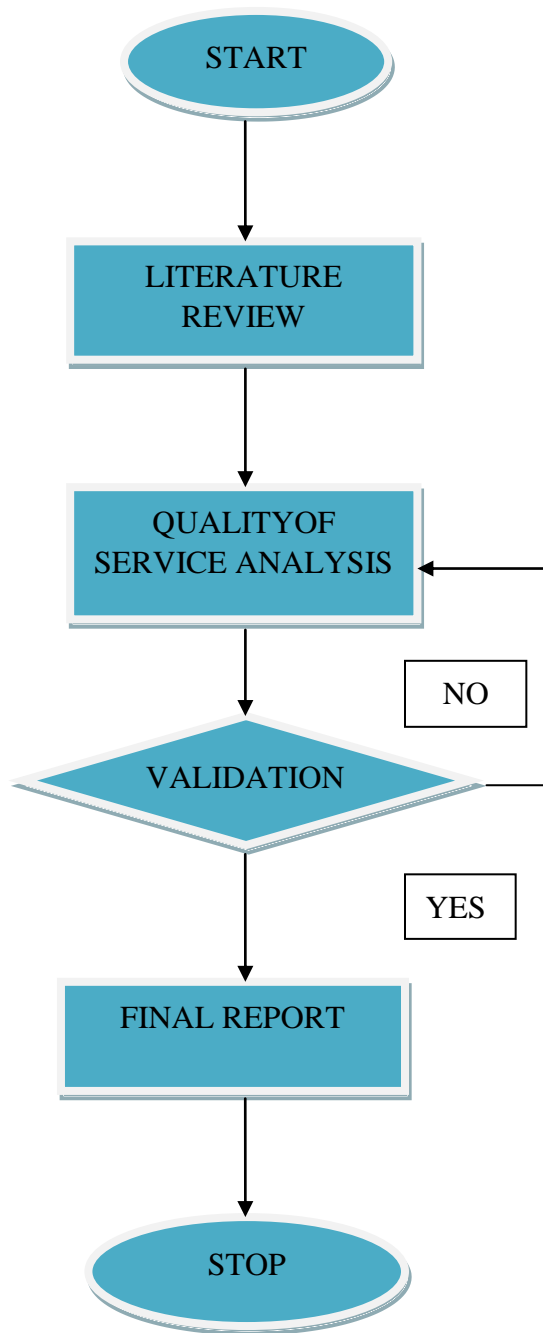 START
LITERATURE
REVIEW
QUALITYOF
SERVICE ANALYSIS
NO
VALIDATION
YES
FINAL REPORT
STOP